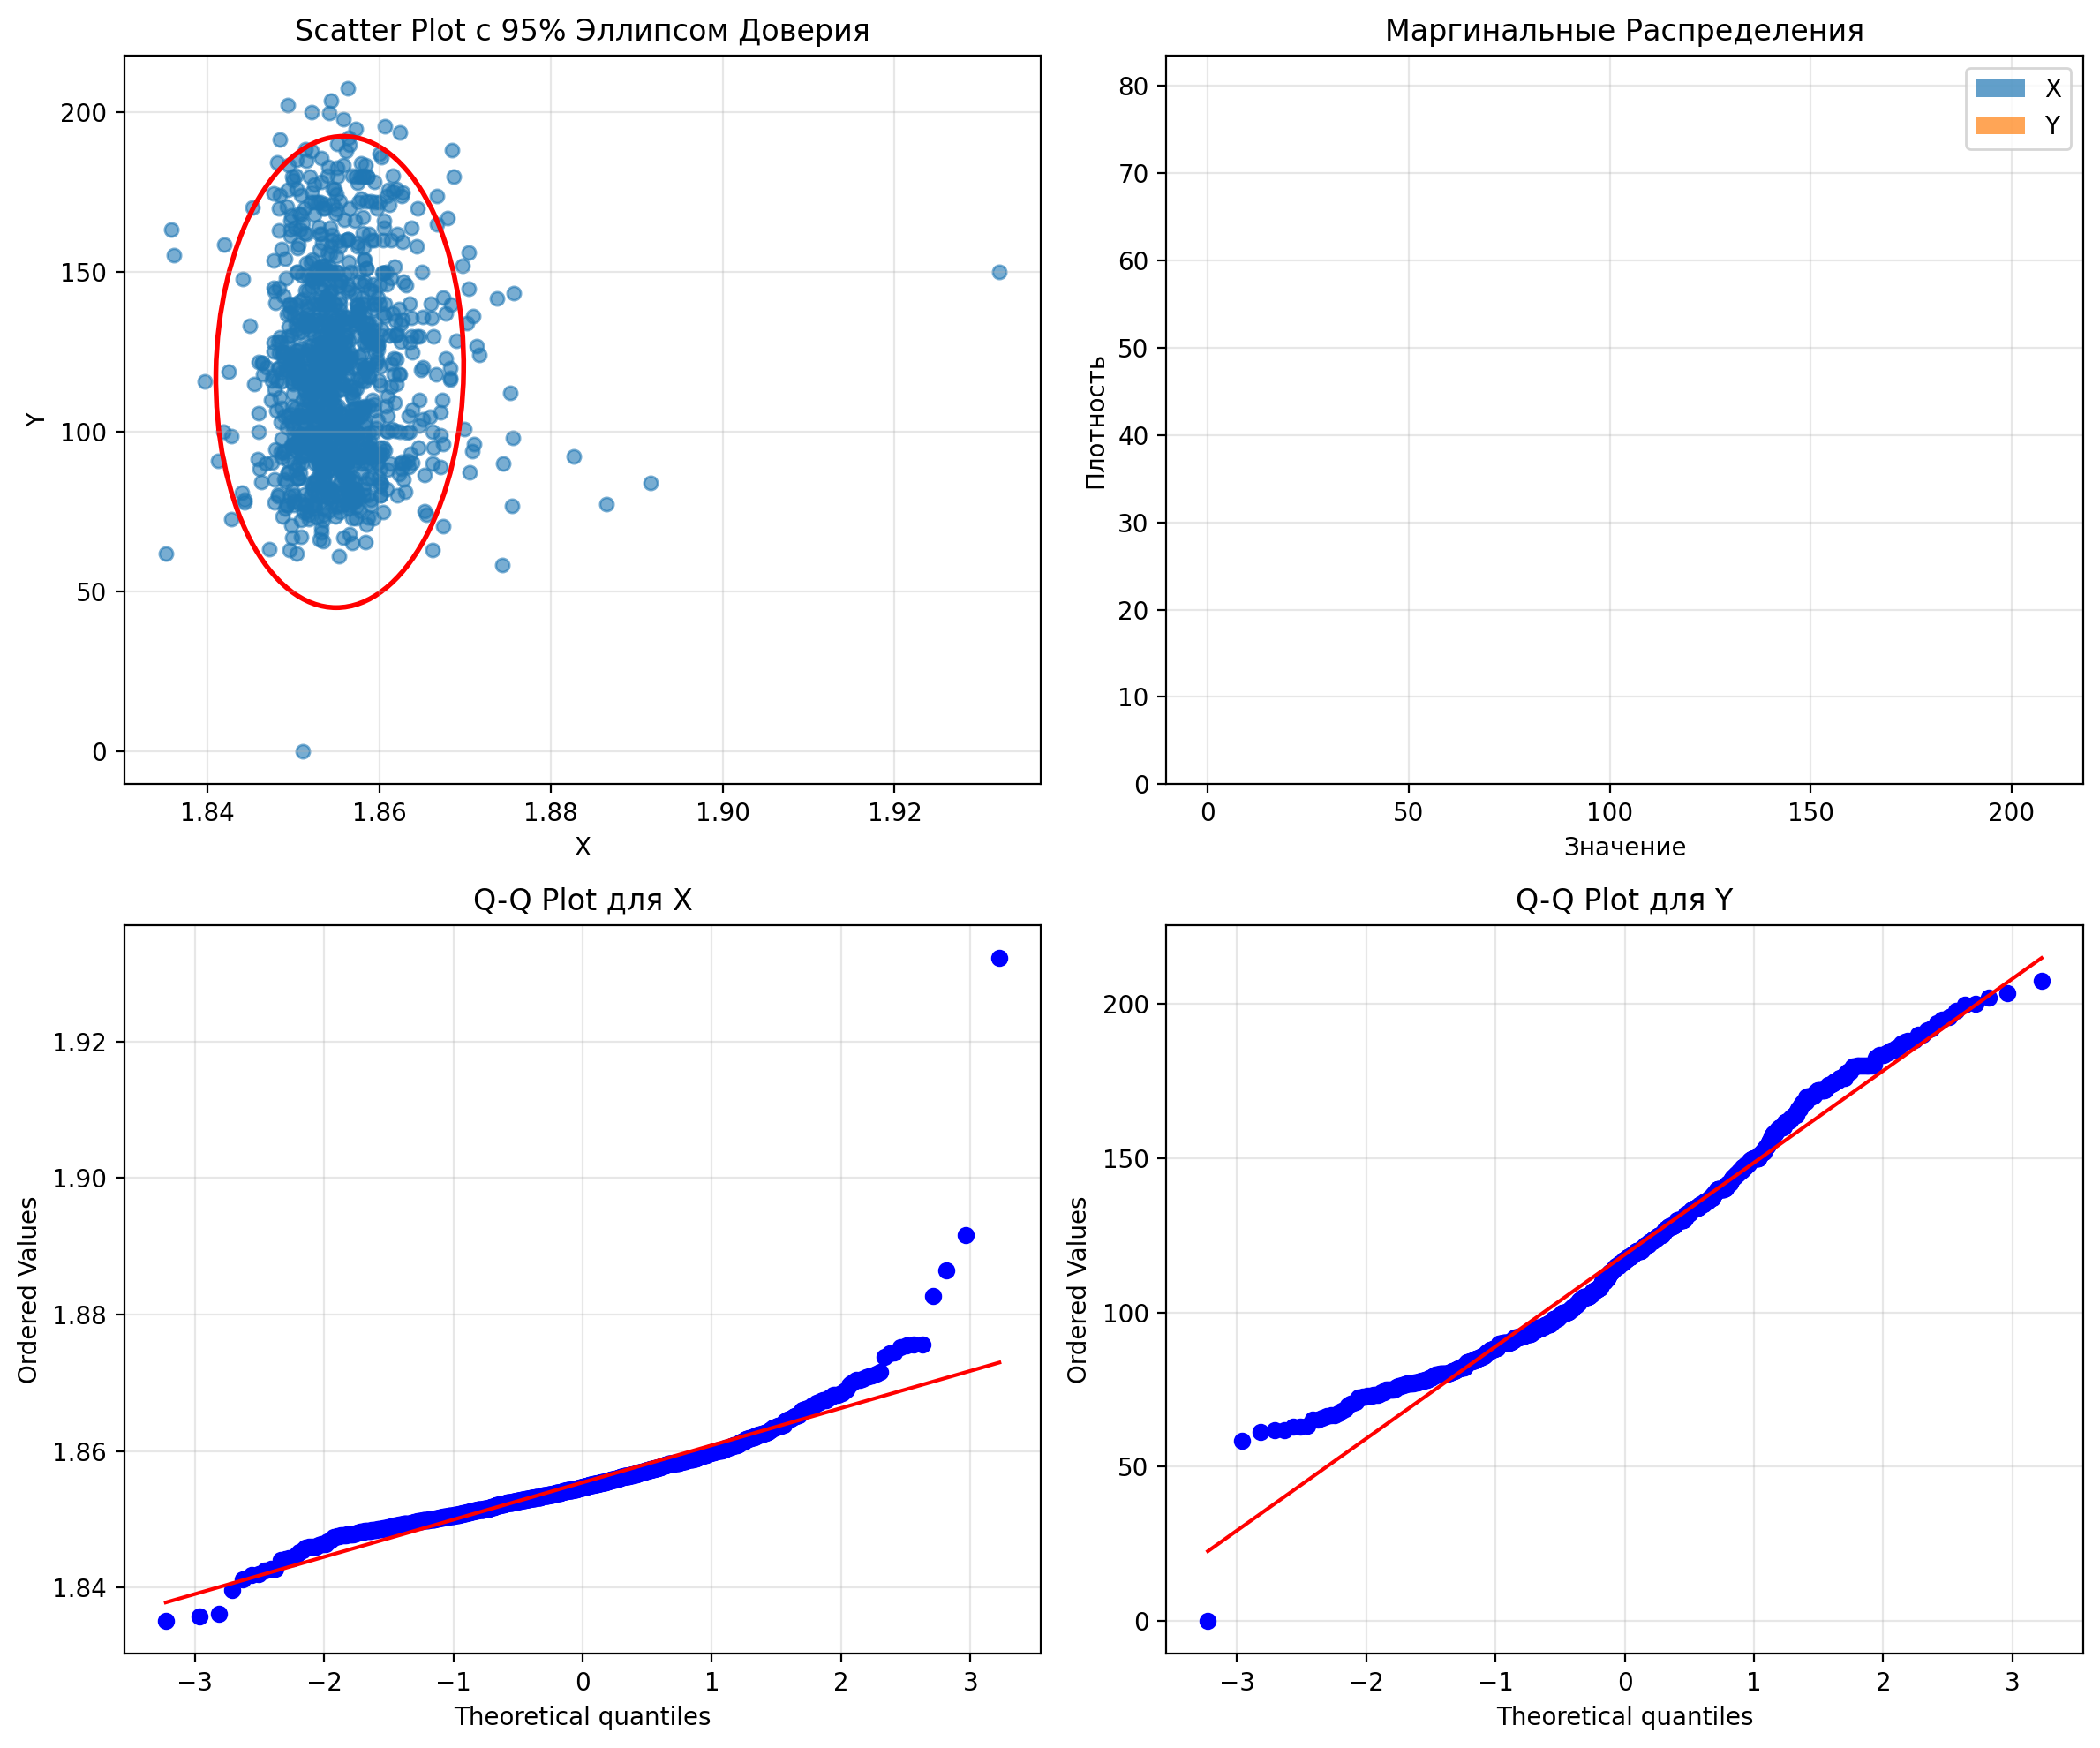 Scatter Plot с 95% Эллипсом Доверия
Y
200
150
100
50
0
1.84 1.86 1.88 1.90 1.92
X
Маргинальные Распределения
X
Y
Плотность
80
70
60
50
40
30
20
10
0
0 50 100 150 200
Значение
Q-Q Plot для X
Ordered Values
1.92
1.90
1.88
1.86
1.84
−3 −2 −1 0 1 2 3
Theoretical quantiles
Q-Q Plot для Y
Ordered Values
200
150
100
50
0
−3 −2 −1 0 1 2 3
Theoretical quantiles